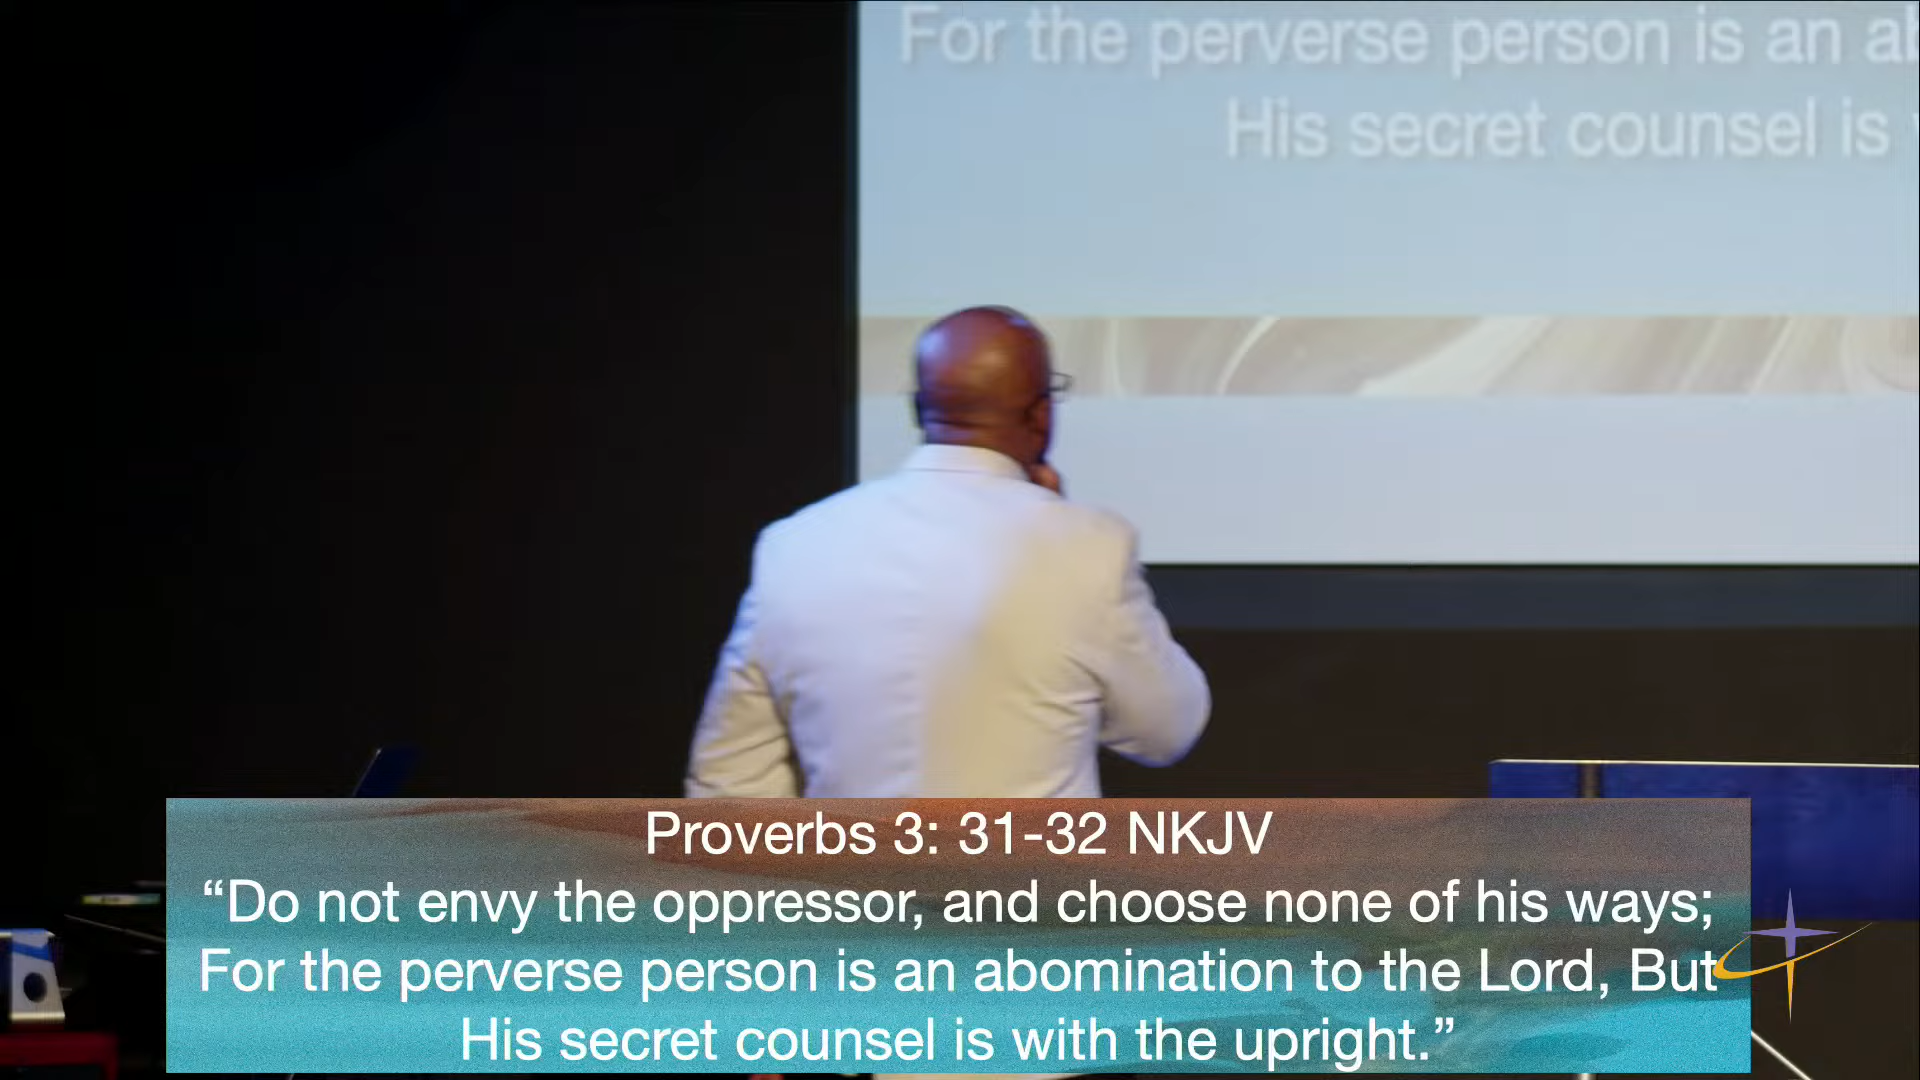 For the perverse person is an ab
His secret counsel is
Proverbs 3: 31-32 NKJV
“Do not envy the oppressor, and choose none of his ways;
For the perverse person is an abomination to the Lord, But
His secret counsel is with the upright.”